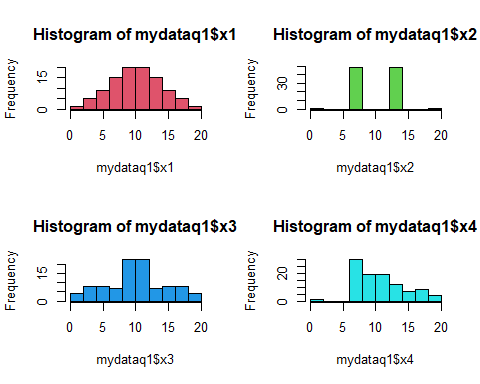 Histogram of mydataq1$x1
Frequency
0 15
0 5 10 15 20
mydataq1$x1
Histogram of mydataq1$x2
Frequency
0 30
0 5 10 15 20
mydataq1$x2
Histogram of mydataq1$x3
Frequency
0 15
0 5 10 15 20
mydataq1$x3
Histogram of mydataq1$x4
Frequency
0 20
0 5 10 15 20
mydataq1$x4